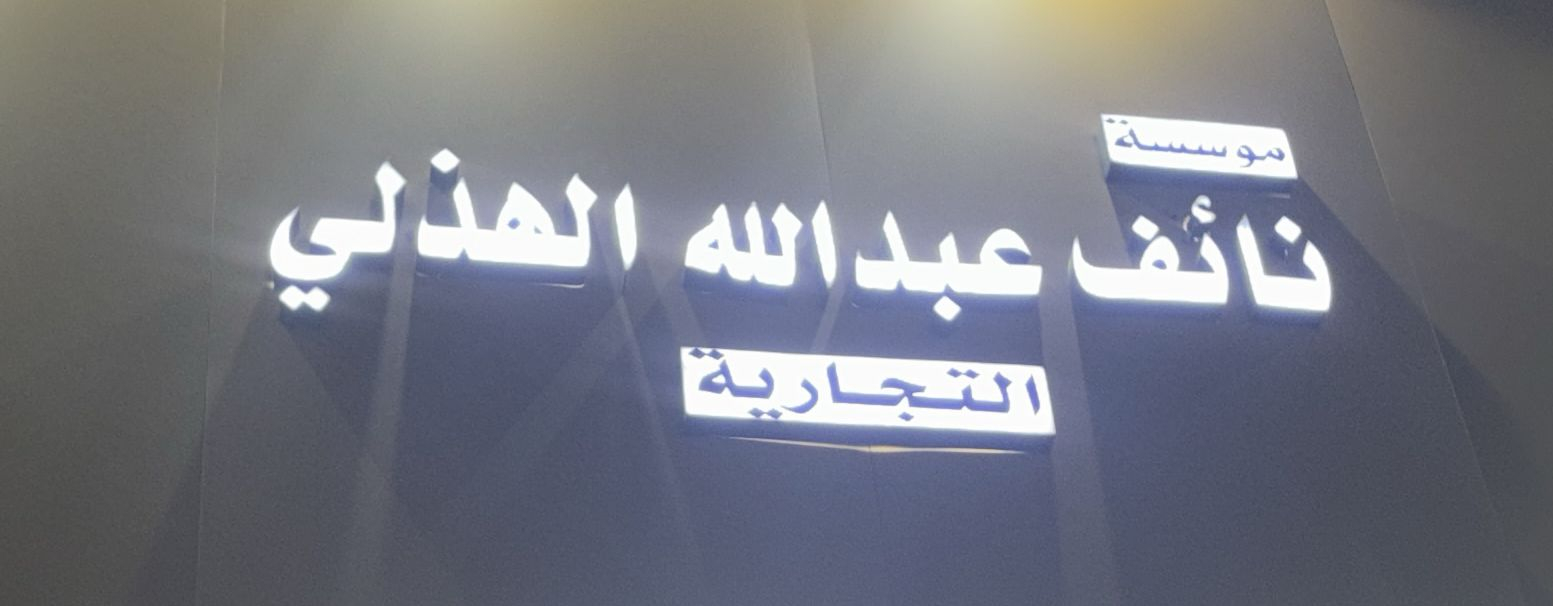 موسسة
نائف عبدالله الهذلي
التجارية